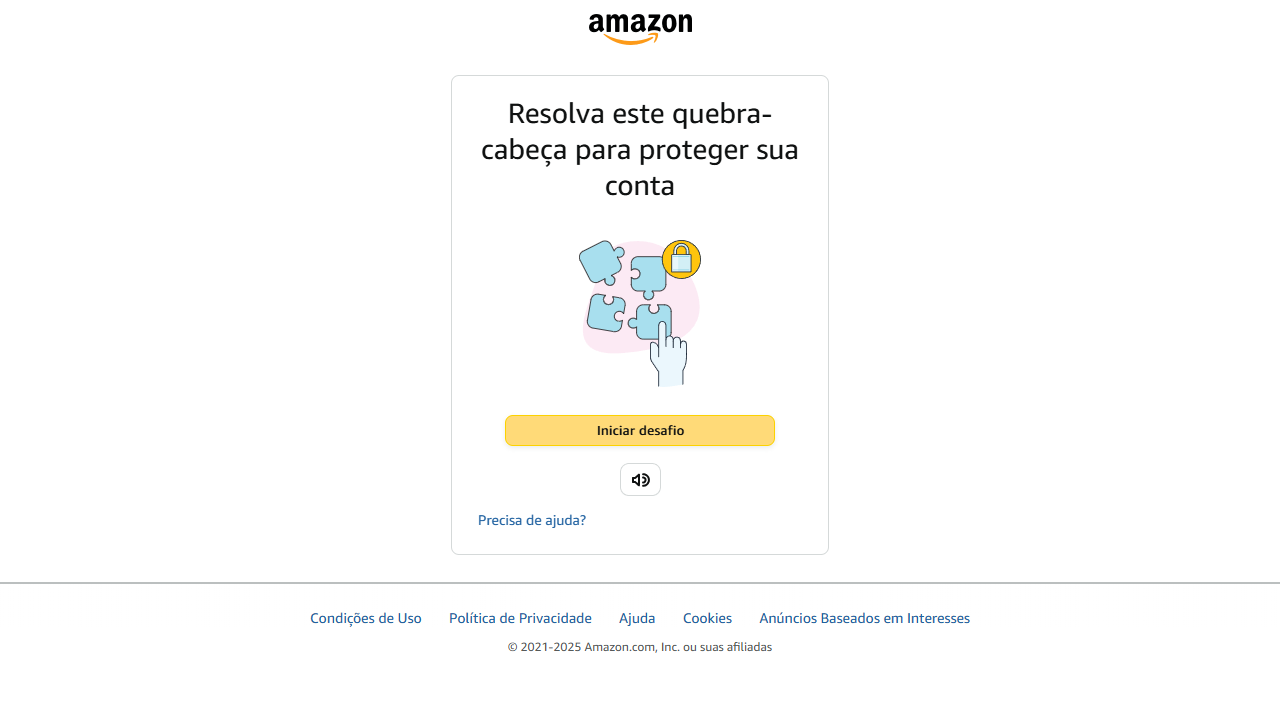 amazon
Resolva este quebra-
cabeça para proteger sua
conta
Iniciar desafio
Precisa de ajuda?
Condições de Uso Política de Privacidade Ajuda Cookies Anúncios Baseados em Interesses
© 2021-2025 Amazon.com, Inc. ou suas afiliadas